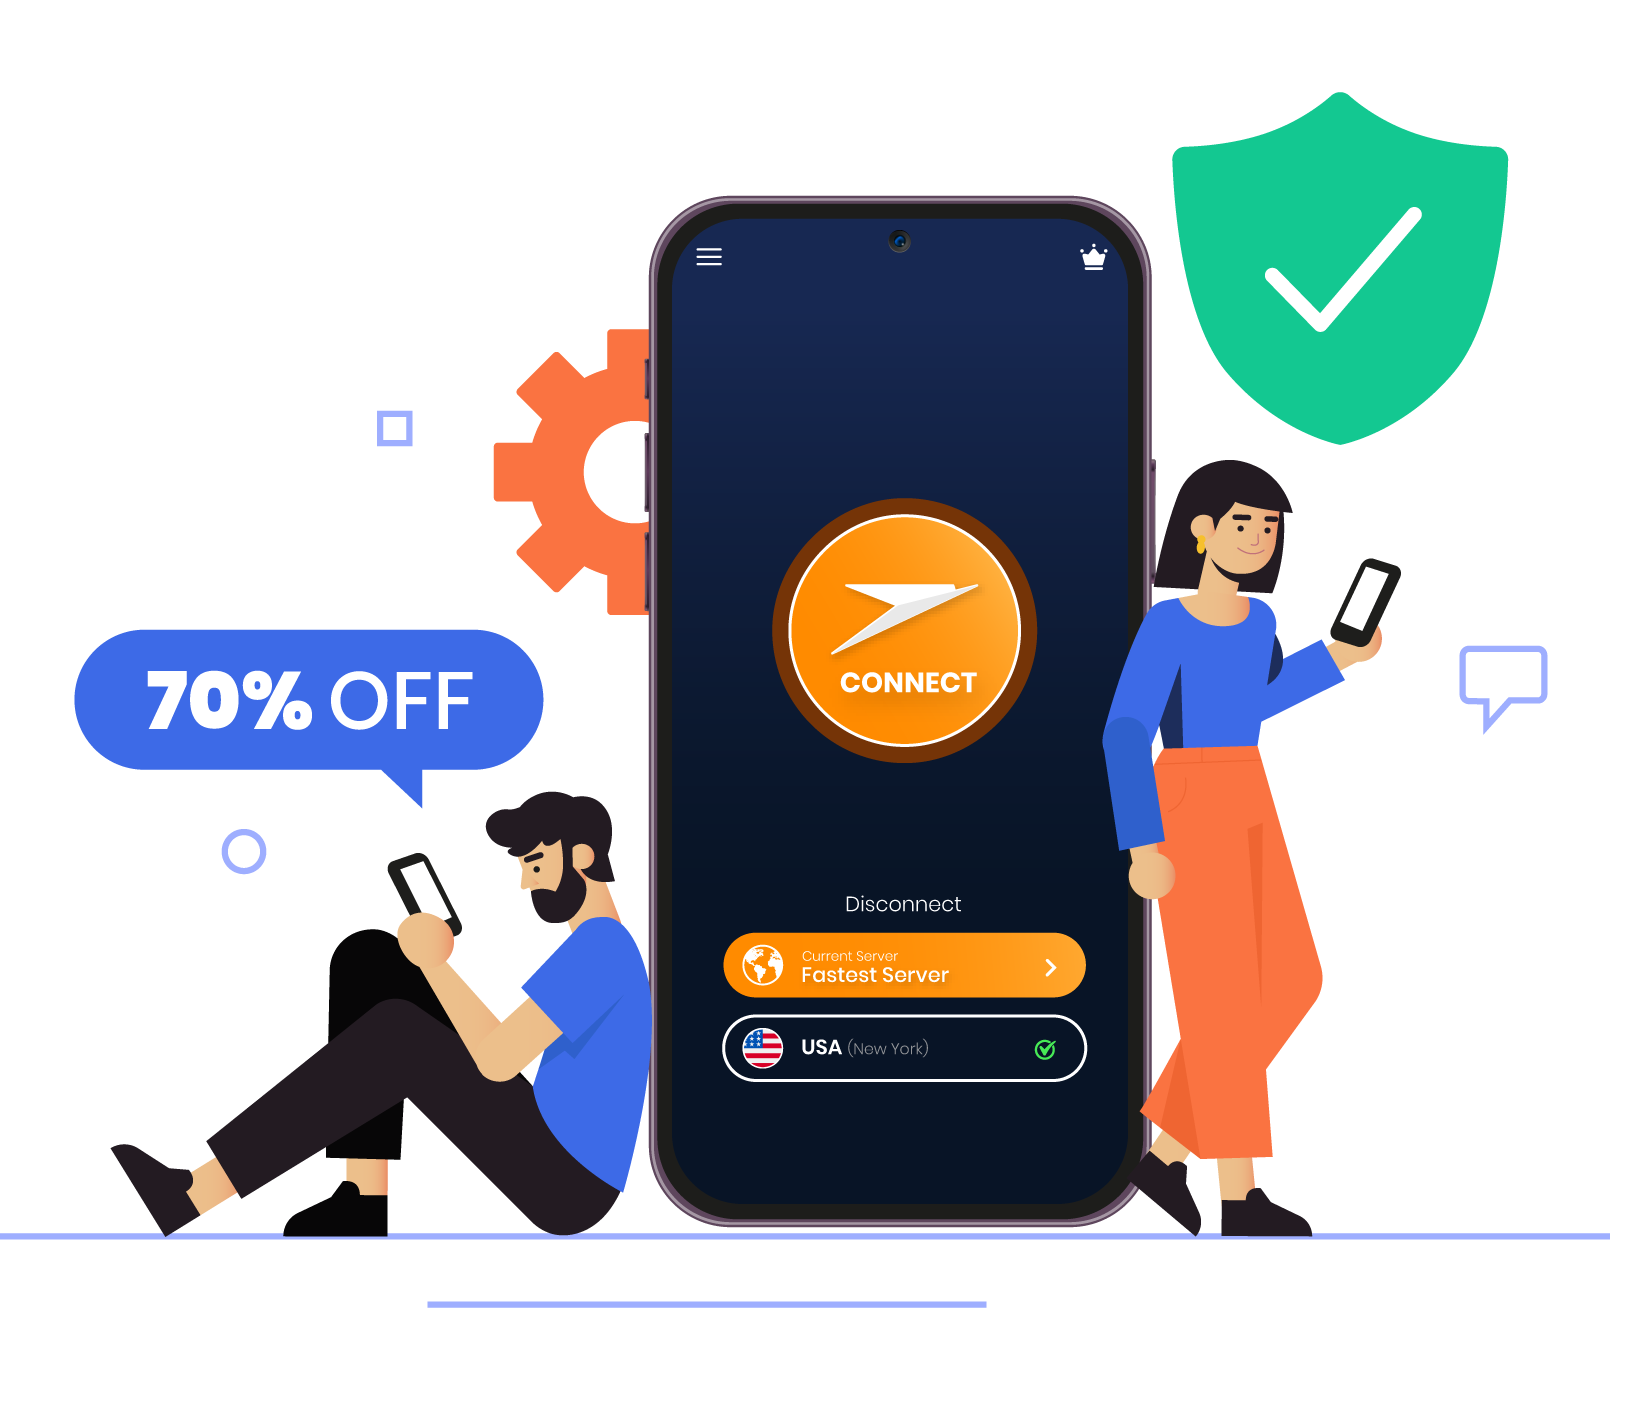 70% OFF
CONNECT
Disconnect
Current Server
Fastest Server
USA (New York)